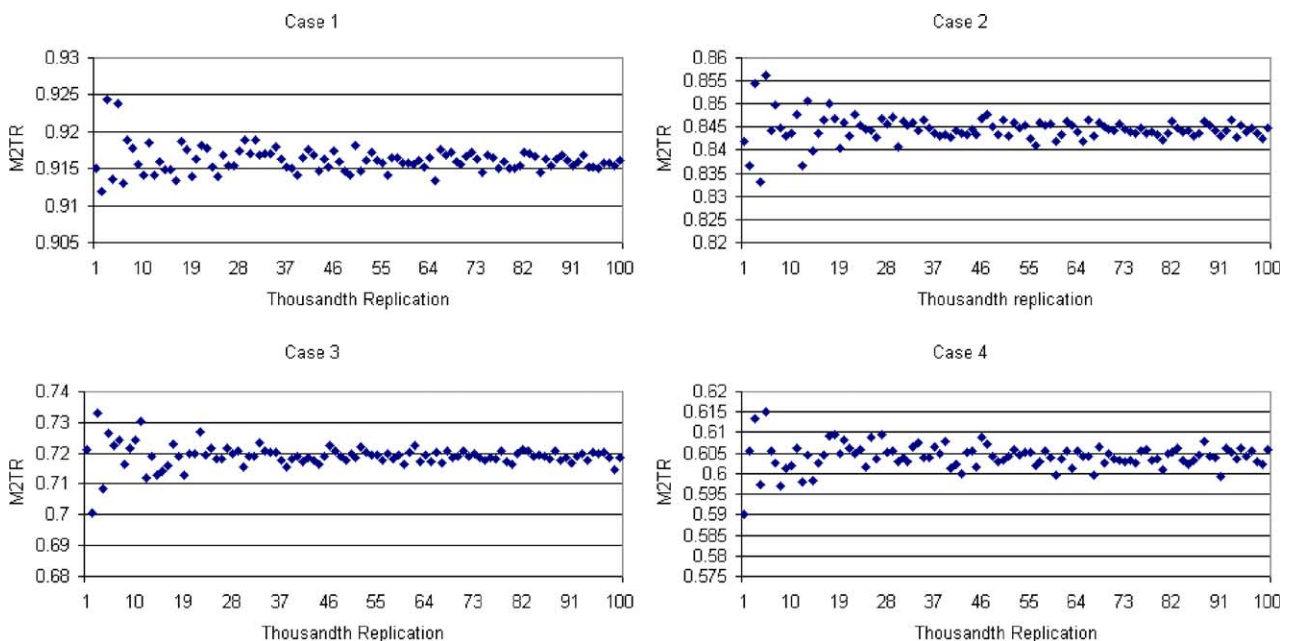 Case 1
M2TR
0.93
0.925
0.92
0.915
0.91
0.905
1 10 19 28 37 46 55 64 73 82 91 100
Thousandth Replication
Case 2
M2TR
0.86
0.855
0.85
0.845
0.84
0.835
0.83
0.825
0.82
1 10 19 28 37 46 55 64 73 82 91 100
Thousandth replication
Case 3
M2TR
0.74
0.73
0.72
0.71
0.7
0.69
0.68
1 10 19 28 37 46 55 64 73 82 91 100
Thousandth Replication
Case 4
M2TR
0.62
0.615
0.61
0.605
0.6
0.595
0.59
0.585
0.58
0.575
1 10 19 28 37 46 55 64 73 82 91 100
Thousandth Replication